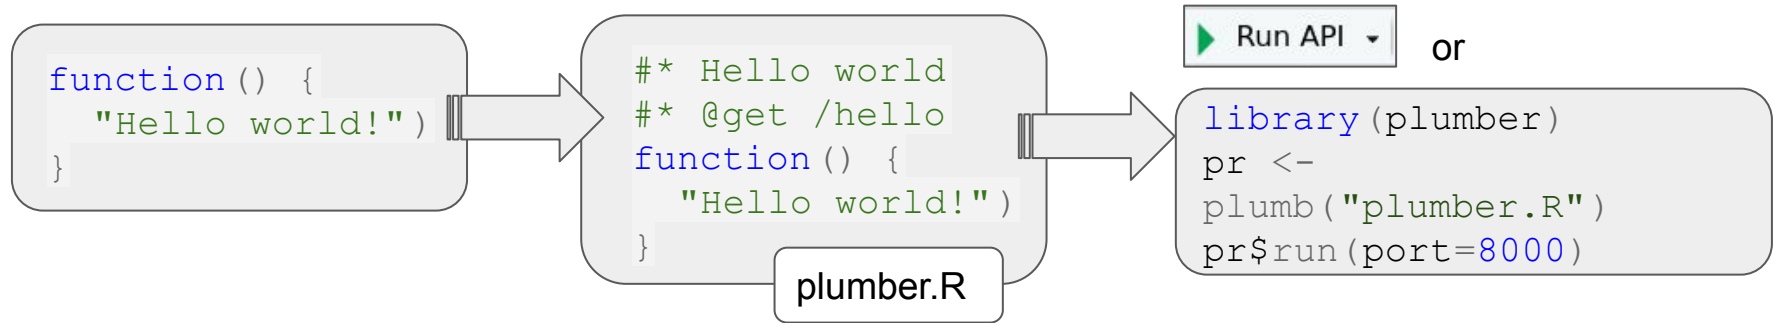 function() {
  "Hello world!")
}
#* Hello world
#* @get /hello
function() {
  "Hello world!")
}
plumber.R
Run API
or
library(plumber)
pr <-
plumb("plumber.R")
pr$run(port=8000)